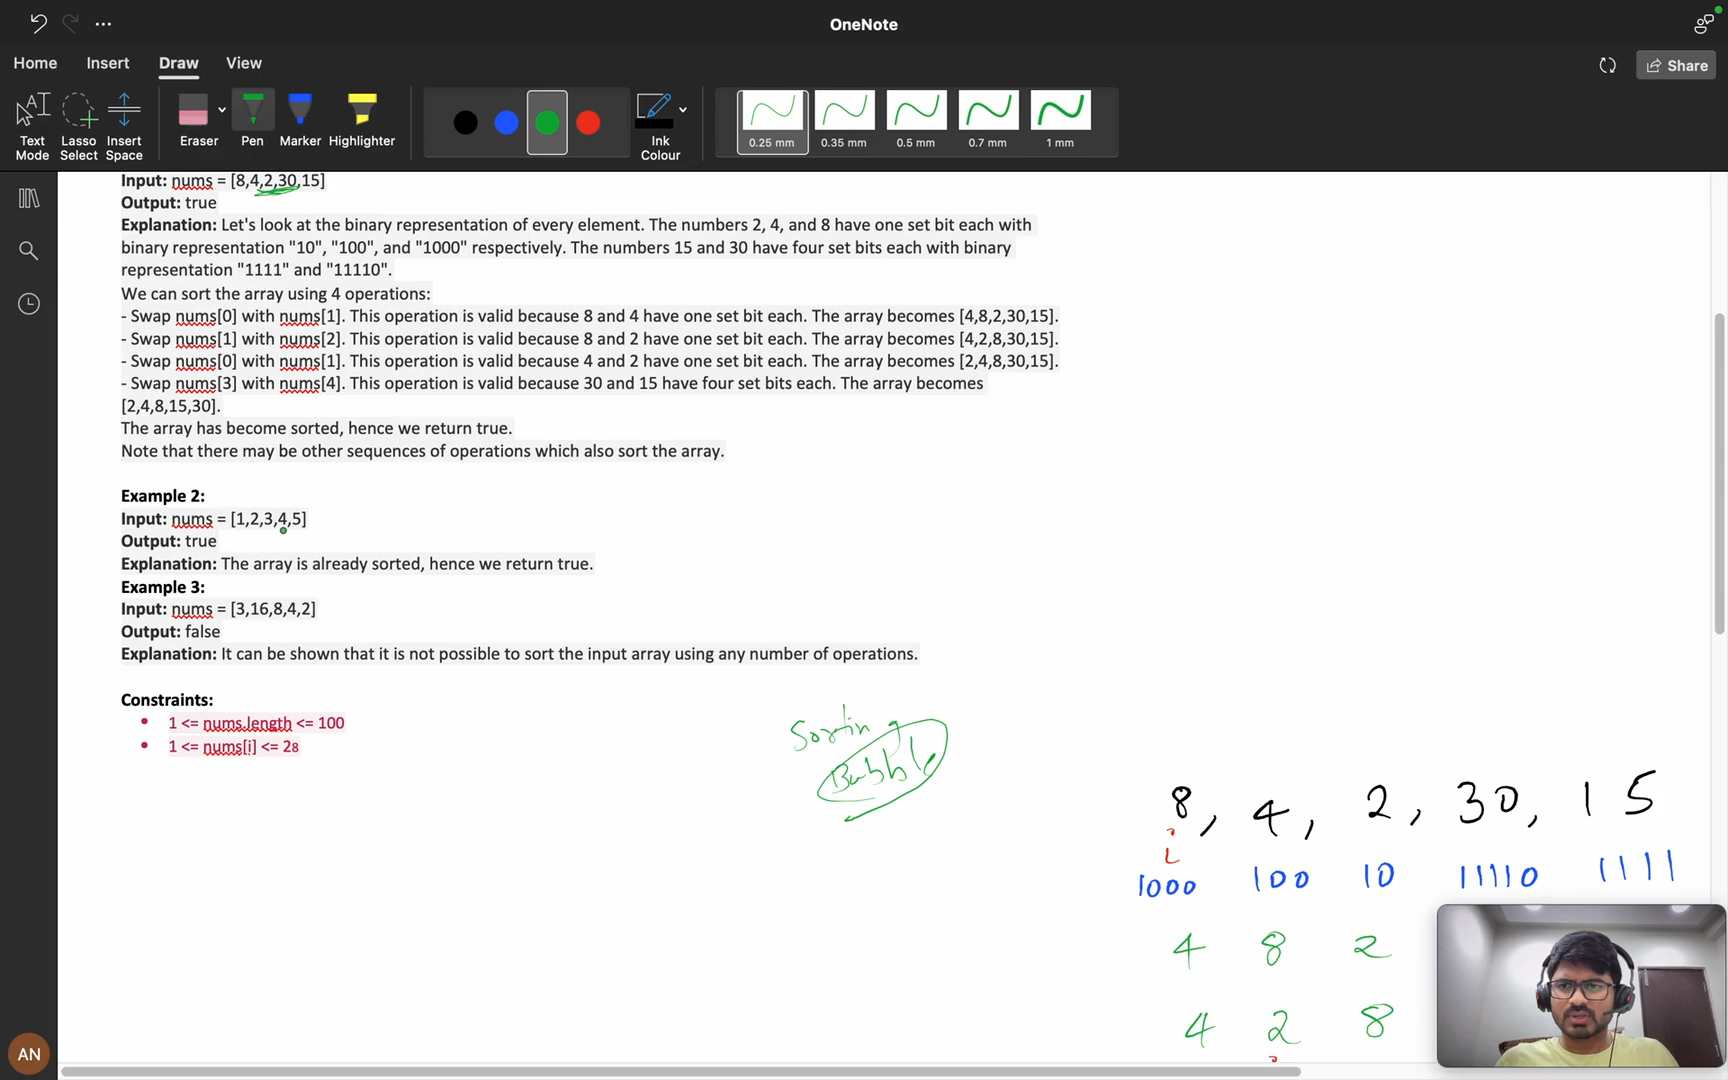 OneNote
Home Insert Draw View
Share
Text Mode
Lasso Select
Insert Space
Eraser
Pen
Marker
Highlighter
Ink Colour
0.25 mm
0.35 mm
0.5 mm
0.7 mm
1 mm
Input: nums = [8,4,2,30,15]
Output: true
Explanation: Let's look at the binary representation of every element. The numbers 2, 4, and 8 have one set bit each with
binary representation "10", "100", and "1000" respectively. The numbers 15 and 30 have four set bits each with binary
representation "1111" and "11110".
We can sort the array using 4 operations:
- Swap nums[0] with nums[1]. This operation is valid because 8 and 4 have one set bit each. The array becomes [4,8,2,30,15].
- Swap nums[1] with nums[2]. This operation is valid because 8 and 2 have one set bit each. The array becomes [4,2,8,30,15].
- Swap nums[0] with nums[1]. This operation is valid because 4 and 2 have one set bit each. The array becomes [2,4,8,30,15].
- Swap nums[3] with nums[4]. This operation is valid because 30 and 15 have four set bits each. The array becomes
[2,4,8,15,30].
The array has become sorted, hence we return true.
Note that there may be other sequences of operations which also sort the array.
Example 2:
Input: nums = [1,2,3,4,5]
Output: true
Explanation: The array is already sorted, hence we return true.
Example 3:
Input: nums = [3,16,8,4,2]
Output: false
Explanation: It can be shown that it is not possible to sort the input array using any number of operations.
Constraints:
• 1 <= nums.length <= 100
• 1 <= nums[i] <= 28
Sorting
Bubble
8, 4, 2, 30, 15
i
1000 100 10 11110 1111
4 8 2
4 2 8
AN